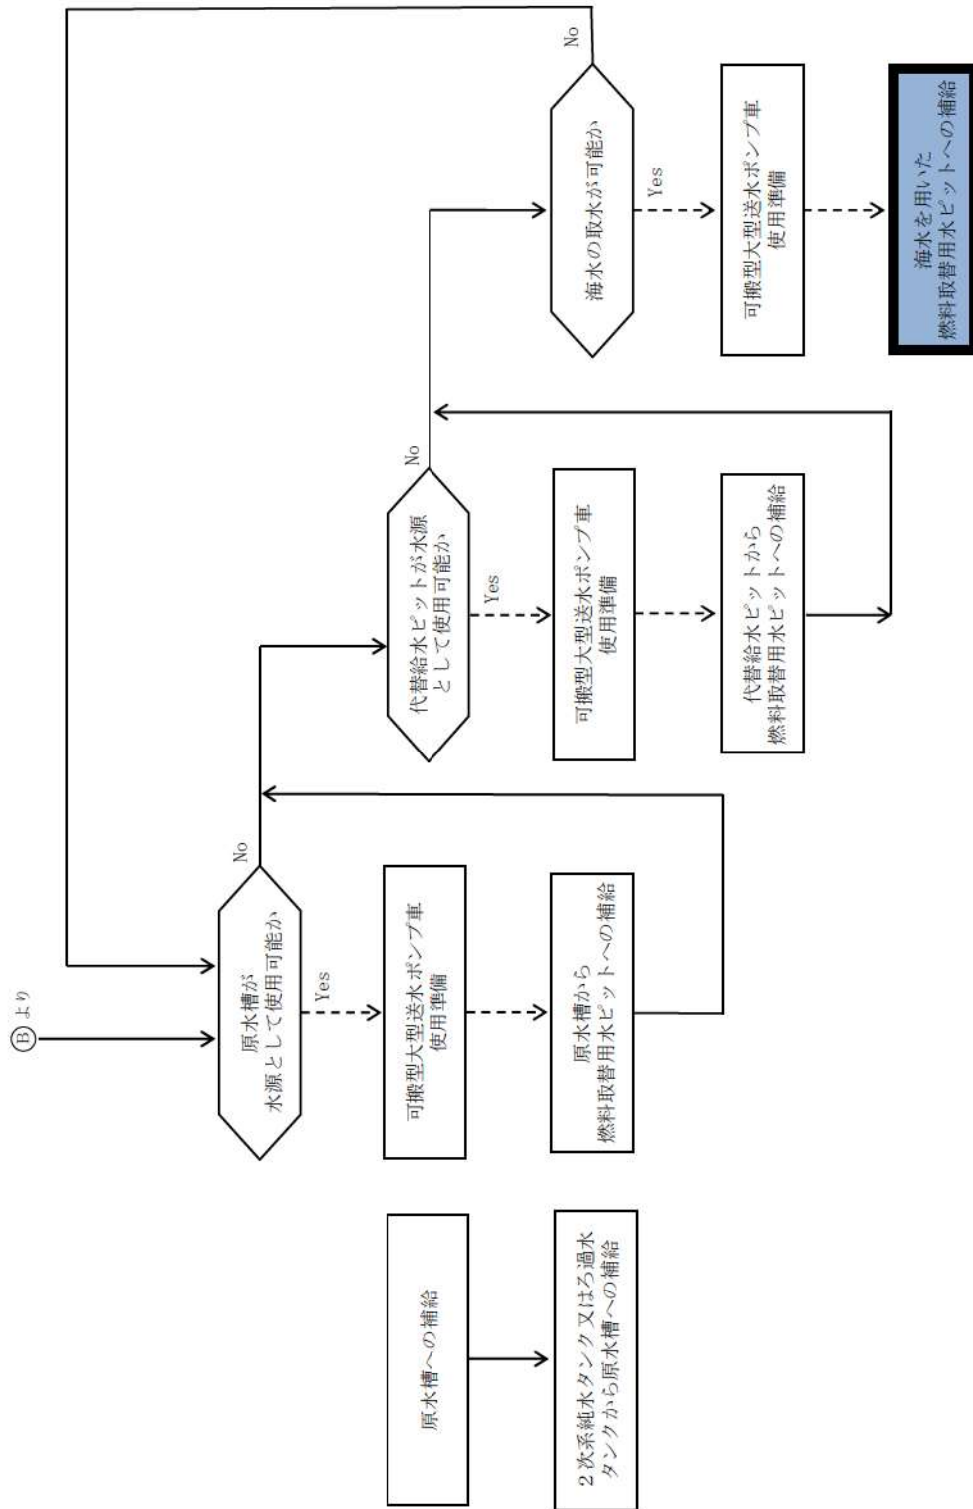 Ⓑより
原水槽が
水源として使用可能か
No
Yes
可搬型大型送水ポンプ車
使用準備
原水槽から
燃料取替用水ピットへの補給
代替給水ピットが水源
として使用可能か
No
Yes
可搬型大型送水ポンプ車
使用準備
代替給水ピットから
燃料取替用水ピットへの補給
海水の取水が可能か
No
Yes
可搬型大型送水ポンプ車
使用準備
海水を用いた
燃料取替用水ピットへの補給
原水槽への補給
2次系純水タンク又はろ過水
タンクから原水槽への補給